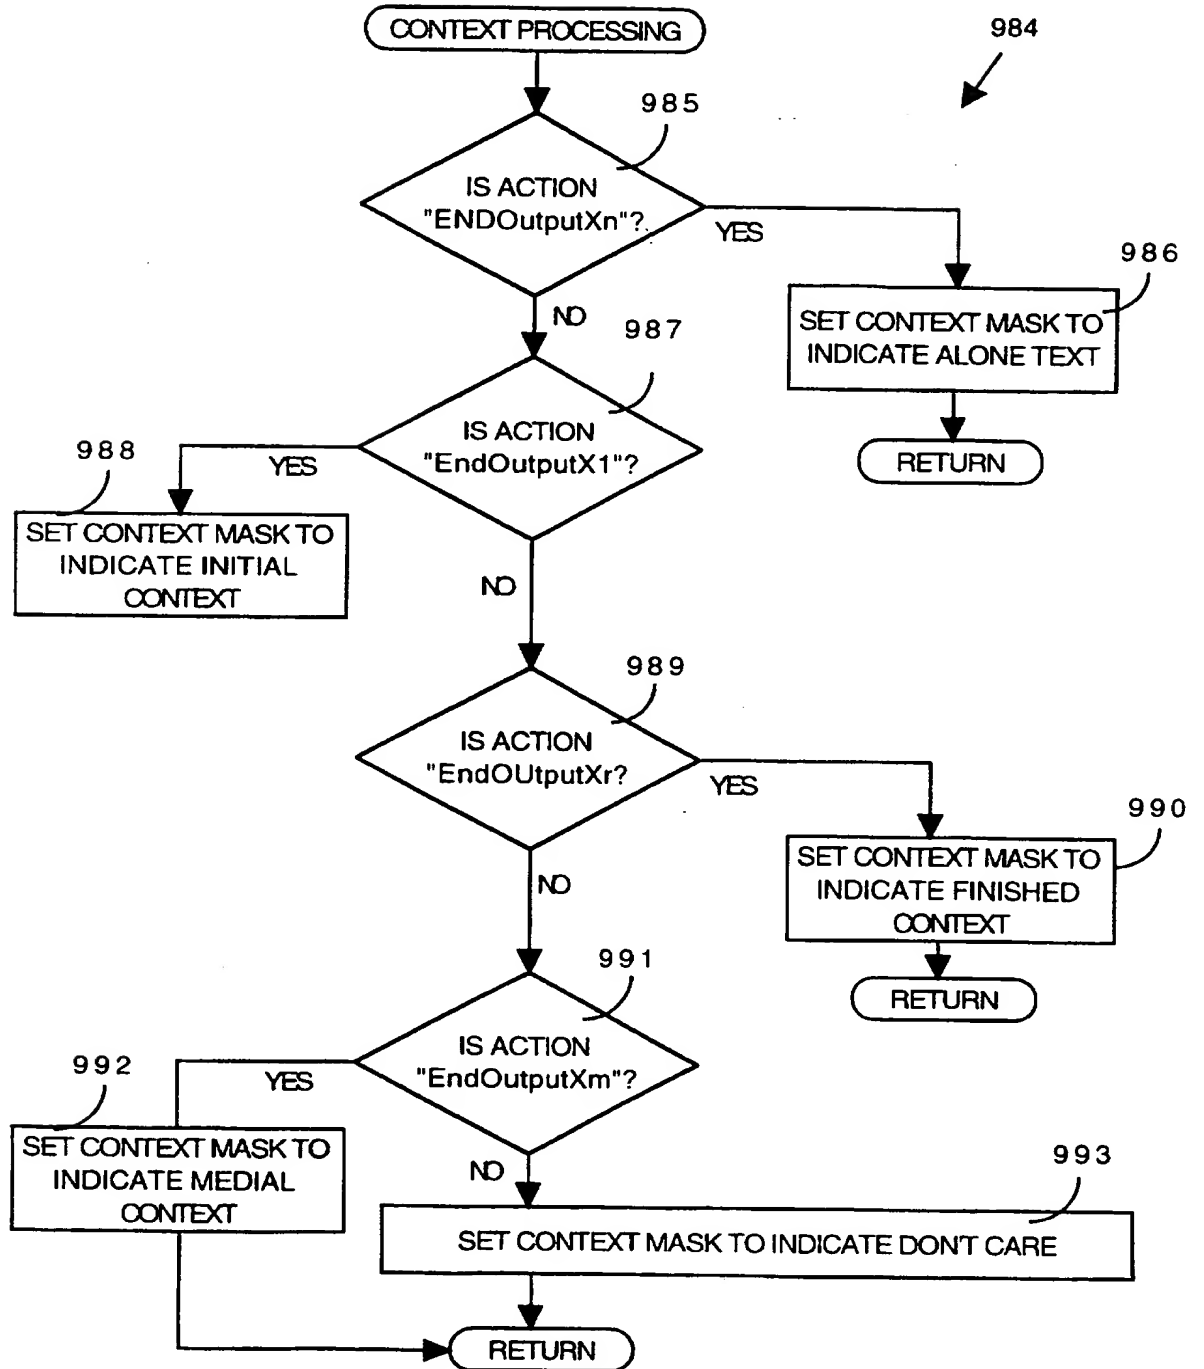 CONTEXT PROCESSING
984
985
IS ACTION
"ENDOutputXn"?
YES
NO
986
SET CONTEXT MASK TO
INDICATE ALONE TEXT
RETURN
987
IS ACTION
"EndOutputX1"?
YES
NO
988
SET CONTEXT MASK TO
INDICATE INITIAL
CONTEXT
989
IS ACTION
"EndOUtputXr?
YES
NO
990
SET CONTEXT MASK TO
INDICATE FINISHED
CONTEXT
RETURN
991
IS ACTION
"EndOutputXm"?
YES
NO
992
SET CONTEXT MASK TO
INDICATE MEDIAL
CONTEXT
993
SET CONTEXT MASK TO INDICATE DON'T CARE
RETURN